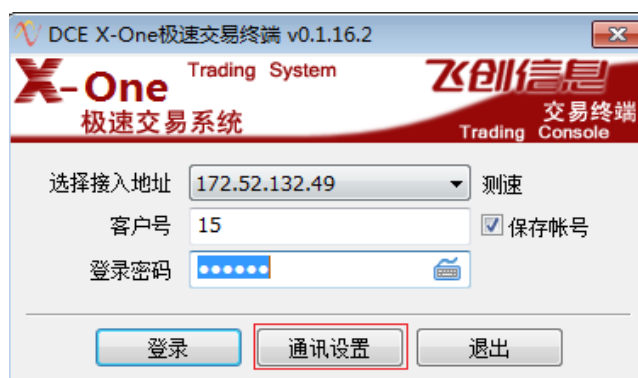 DCE X-One极速交易终端 v0.1.16.2
X-One Trading System
极速交易系统
飞创信息
交易终端
Trading Console
选择接入地址 172.52.132.49 测速
客户号 15 保存帐号
登录密码 ••••••
登录 通讯设置 退出